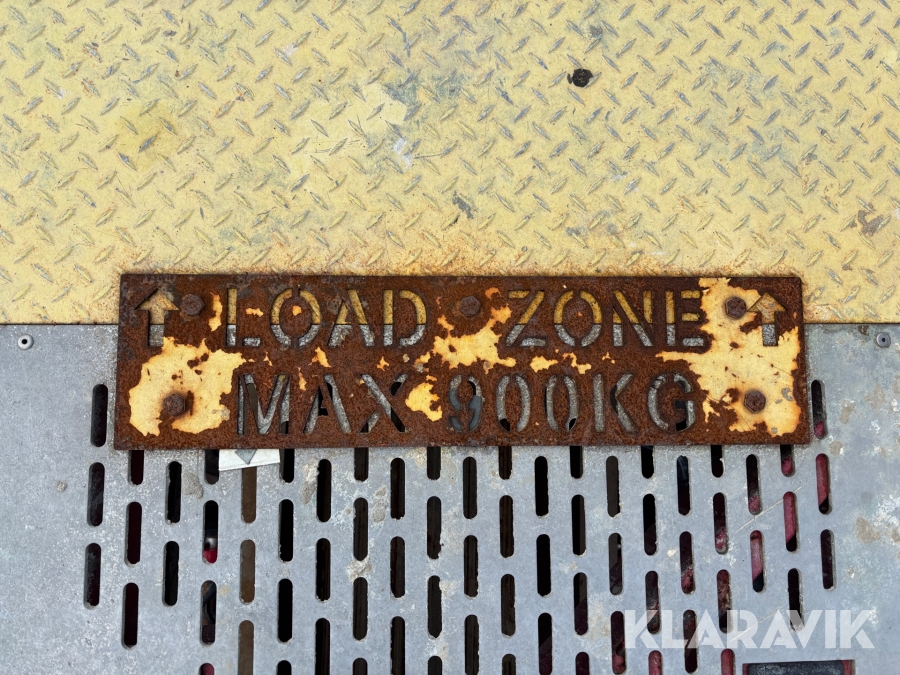 LOAD ZONE
MAX 900KG
KLARAVIK